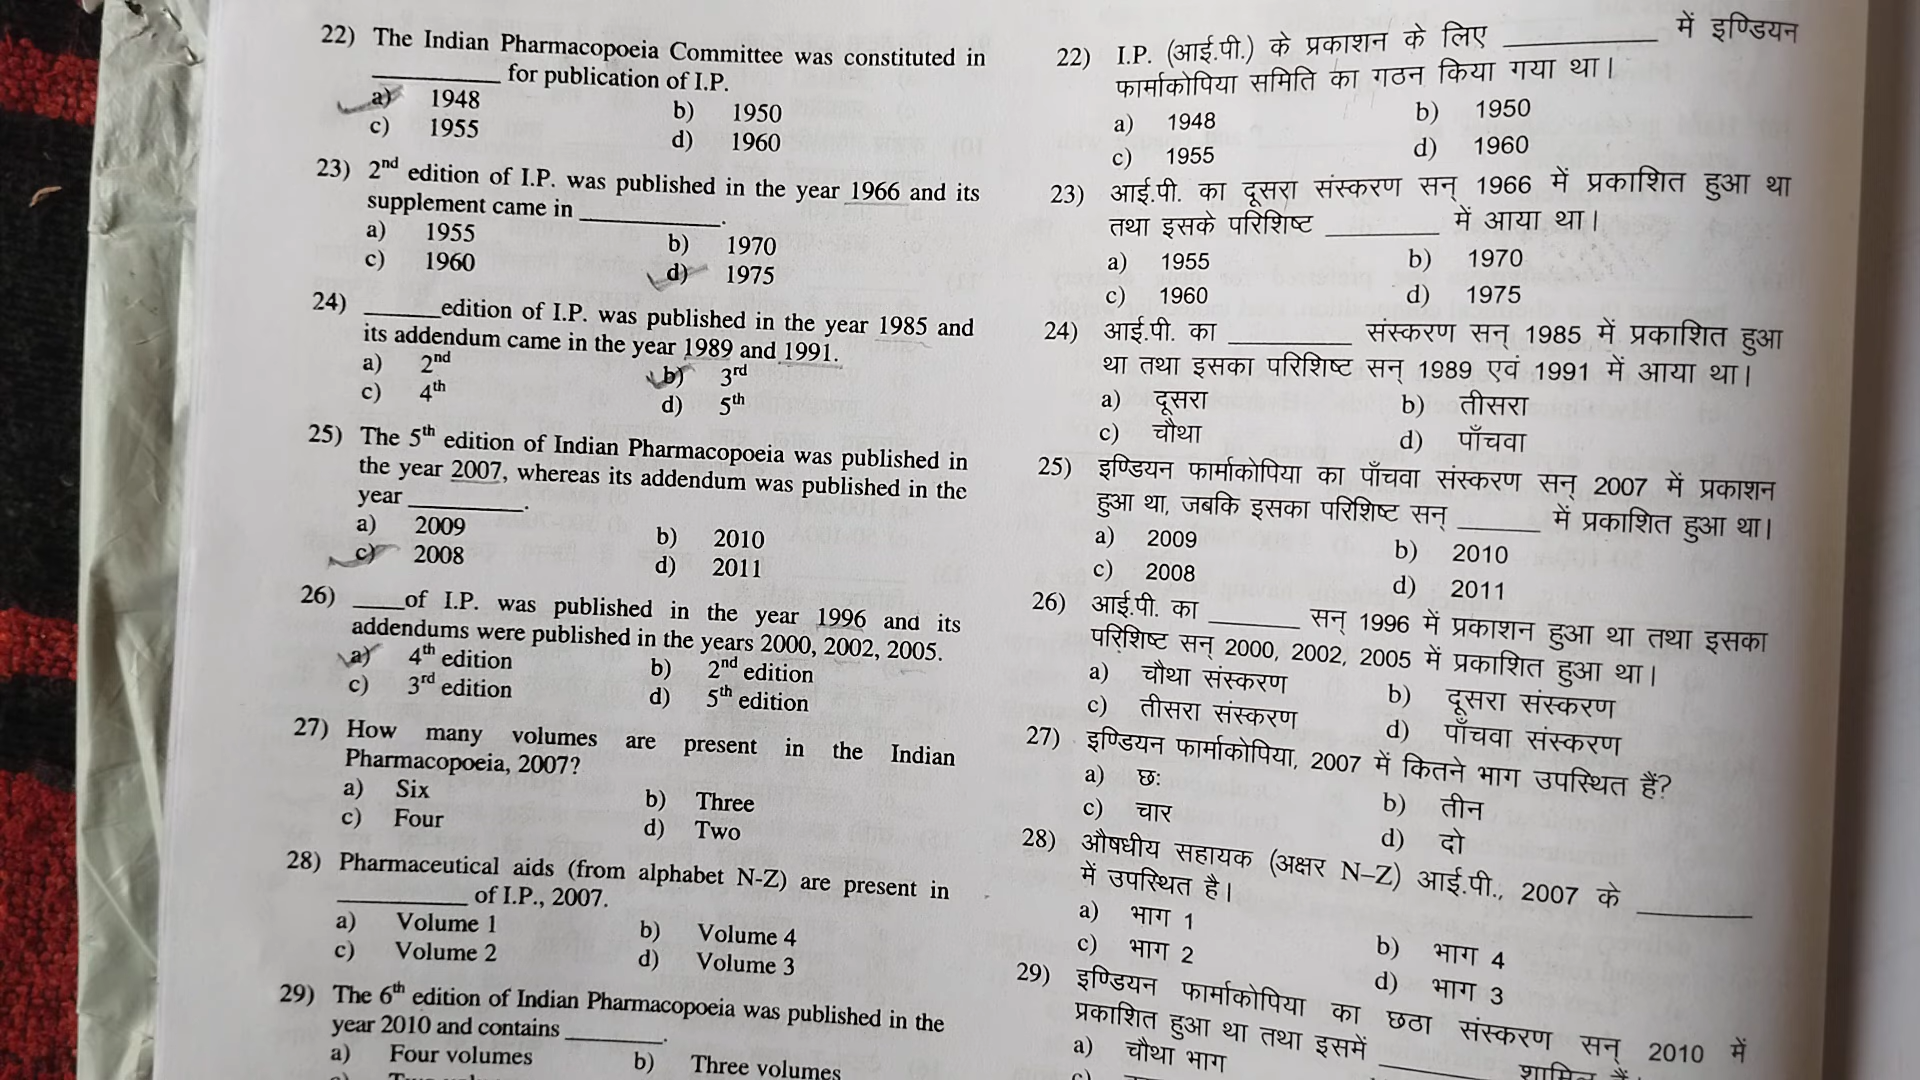 22) The Indian Pharmacopoeia Committee was constituted in
____________ for publication of I.P.
a) 1948 b) 1950
c) 1955 d) 1960
23) 2nd edition of I.P. was published in the year 1966 and its
supplement came in ____________.
a) 1955 b) 1970
c) 1960 d) 1975
24) ______edition of I.P. was published in the year 1985 and
its addendum came in the year 1989 and 1991.
a) 2nd b) 3rd
c) 4th d) 5th
25) The 5th edition of Indian Pharmacopoeia was published in
the year 2007, whereas its addendum was published in the
year __________.
a) 2009 b) 2010
c) 2008 d) 2011
26) ____of I.P. was published in the year 1996 and its
addendums were published in the years 2000, 2002, 2005.
a) 4th edition b) 2nd edition
c) 3rd edition d) 5th edition
27) How many volumes are present in the Indian
Pharmacopoeia, 2007?
a) Six b) Three
c) Four d) Two
28) Pharmaceutical aids (from alphabet N-Z) are present in
____________ of I.P., 2007.
a) Volume 1 b) Volume 4
c) Volume 2 d) Volume 3
29) The 6th edition of Indian Pharmacopoeia was published in the
year 2010 and contains _________.
a) Four volumes b) Three volumes
22) I.P. (आई.पी.) के प्रकाशन के लिए ____________ में इण्डियन
फार्माकोपिया समिति का गठन किया गया था।
a) 1948 b) 1950
c) 1955 d) 1960
23) आई.पी. का दूसरा संस्करण सन् 1966 में प्रकाशित हुआ था
तथा इसके परिशिष्ट _________ में आया था।
a) 1955 b) 1970
c) 1960 d) 1975
24) आई.पी. का __________ संस्करण सन् 1985 में प्रकाशित हुआ
था तथा इसका परिशिष्ट सन् 1989 एवं 1991 में आया था।
a) दूसरा b) तीसरा
c) चौथा d) पाँचवा
25) इण्डियन फार्माकोपिया का पाँचवा संस्करण सन् 2007 में प्रकाशन
हुआ था, जबकि इसका परिशिष्ट सन् _______ में प्रकाशित हुआ था।
a) 2009 b) 2010
c) 2008 d) 2011
26) आई.पी. का ________ सन् 1996 में प्रकाशन हुआ था तथा इसका
परिशिष्ट सन् 2000, 2002, 2005 में प्रकाशित हुआ था।
a) चौथा संस्करण b) दूसरा संस्करण
c) तीसरा संस्करण d) पाँचवा संस्करण
27) इण्डियन फार्माकोपिया, 2007 में कितने भाग उपस्थित हैं?
a) छः b) तीन
c) चार d) दो
28) औषधीय सहायक (अक्षर N–Z) आई.पी., 2007 के __________
में उपस्थित है।
a) भाग 1 b) भाग 4
c) भाग 2 d) भाग 3
29) इण्डियन फार्माकोपिया का छठा संस्करण सन् 2010 में
प्रकाशित हुआ था तथा इसमें ____________ शामिल
a) चौथा भाग